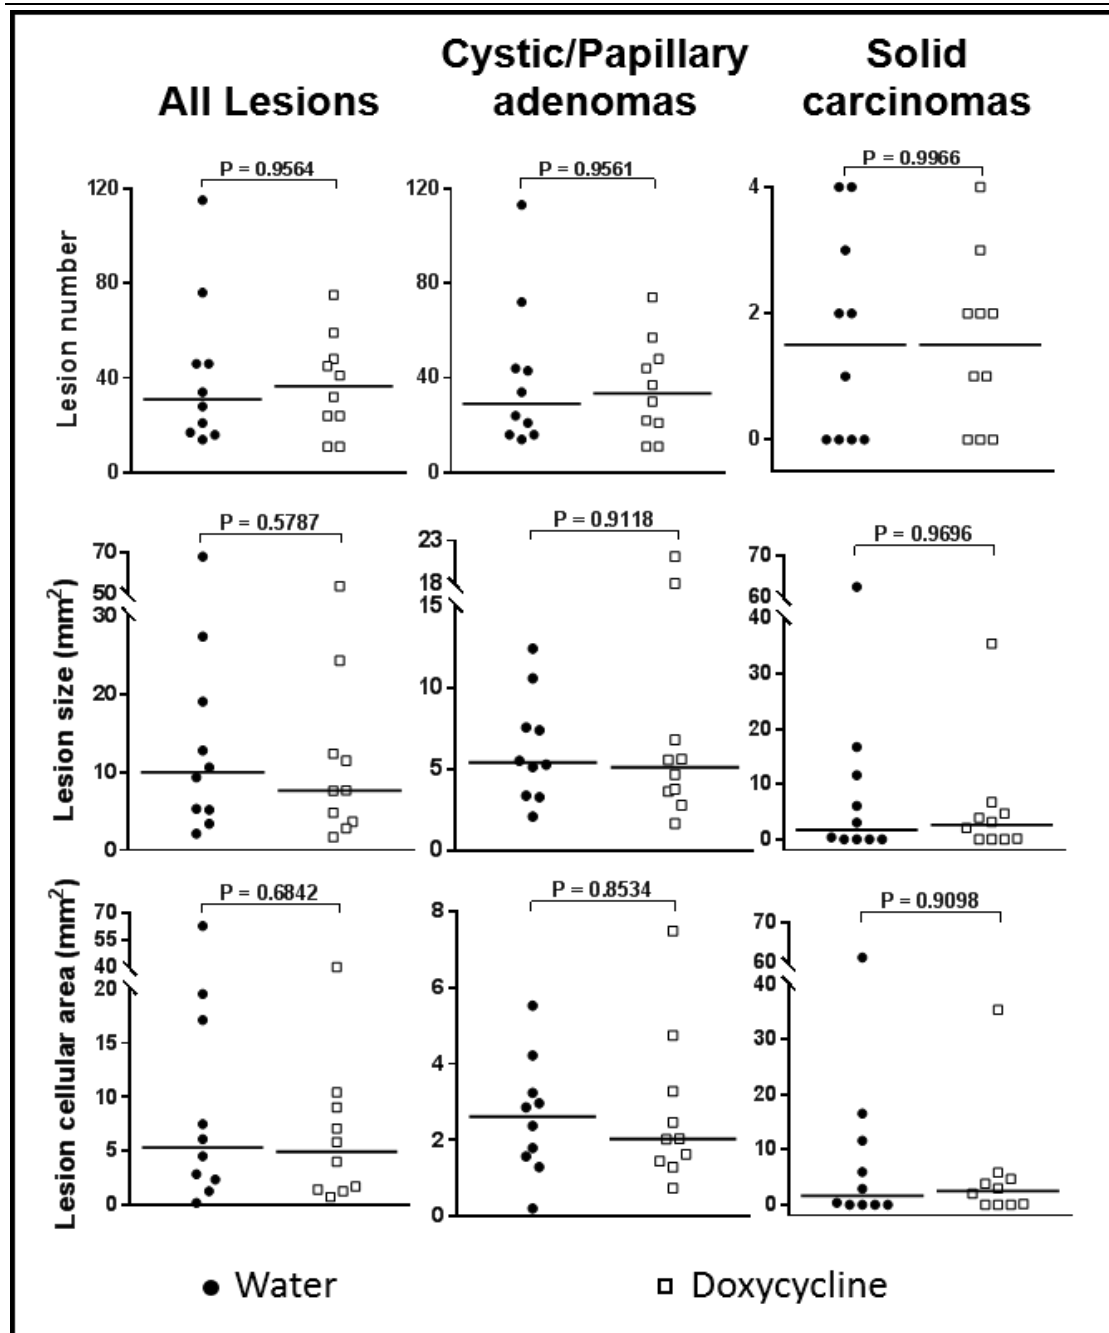 All Lesions
Cystic/Papillary
adenomas
Solid
carcinomas
Lesion number
P = 0.9564
120
80
40
0
P = 0.9561
120
80
40
0
P = 0.9966
4
2
0
Lesion size (mm2)
P = 0.5787
70
50
30
20
10
0
P = 0.9118
23
18
15
10
5
0
P = 0.9696
70
60
40
30
20
10
0
Lesion cellular area (mm2)
P = 0.6842
70
55
40
20
15
10
5
0
P = 0.8534
8
6
4
2
0
P = 0.9098
70
60
40
30
20
10
0
Water
Doxycycline